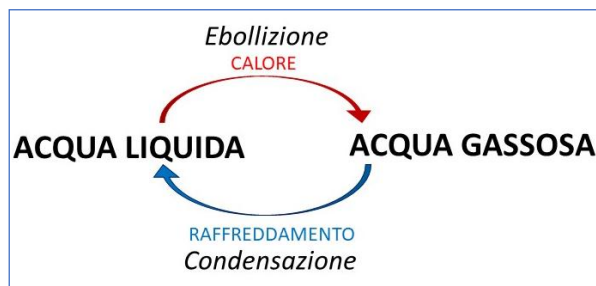 Ebollizione
CALORE
ACQUA LIQUIDA ACQUA GASSOSA
RAFFREDDAMENTO
Condensazione